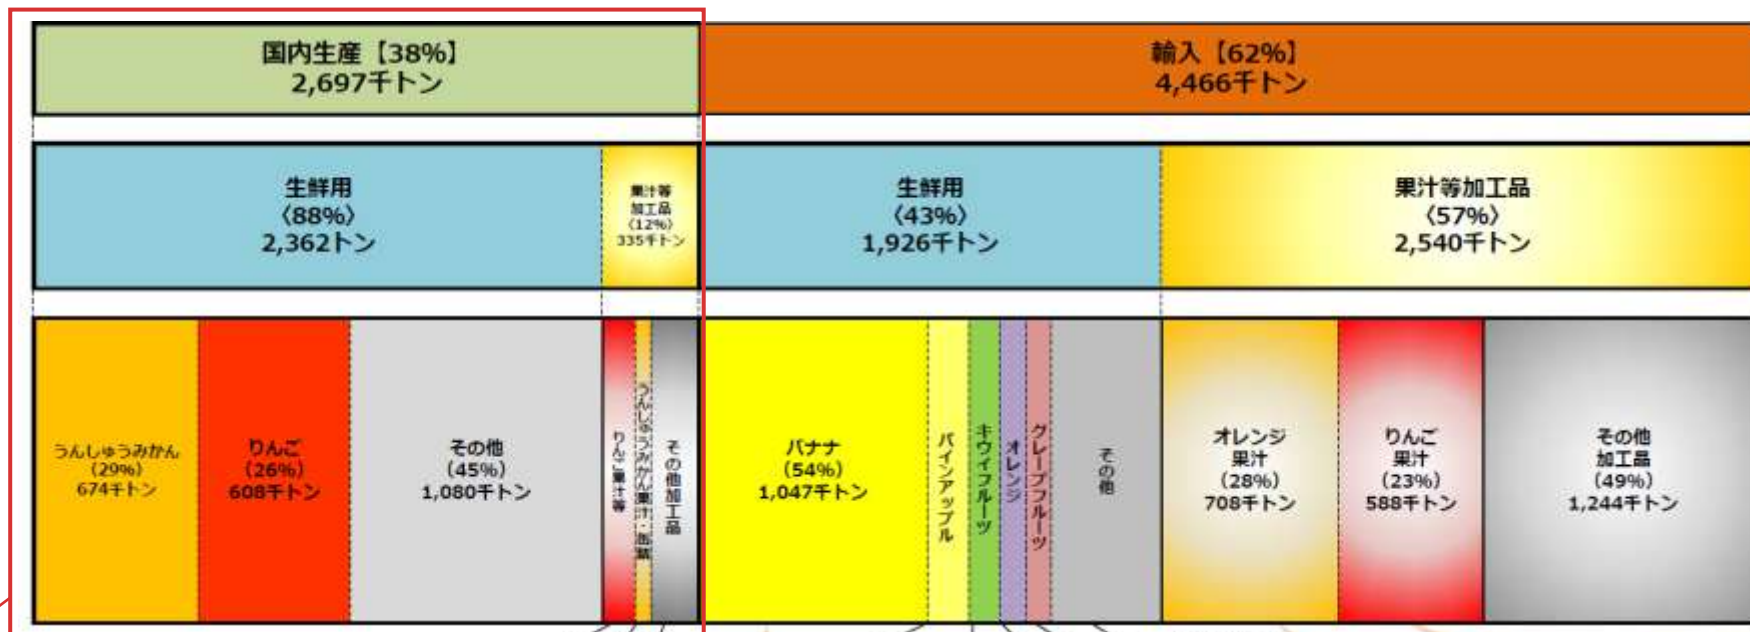 国内生産【38%】
2,697千トン
輸入【62%】
4,466千トン
生鮮用
〈88%〉
2,362トン
果汁等
加工品
〈12%〉
335千トン
生鮮用
〈43%〉
1,926千トン
果汁等加工品
〈57%〉
2,540千トン
うんしゅうみかん
(29%)
674千トン
りんご
(26%)
608千トン
その他
(45%)
1,080千トン
りんご果汁等
うんしゅうみかん果汁・缶詰
その他加工品
バナナ
(54%)
1,047千トン
パインアップル
キウイフルーツ
オレンジ
グレープフルーツ
その他
オレンジ
果汁
(28%)
708千トン
りんご
果汁
(23%)
588千トン
その他
加工品
(49%)
1,244千トン